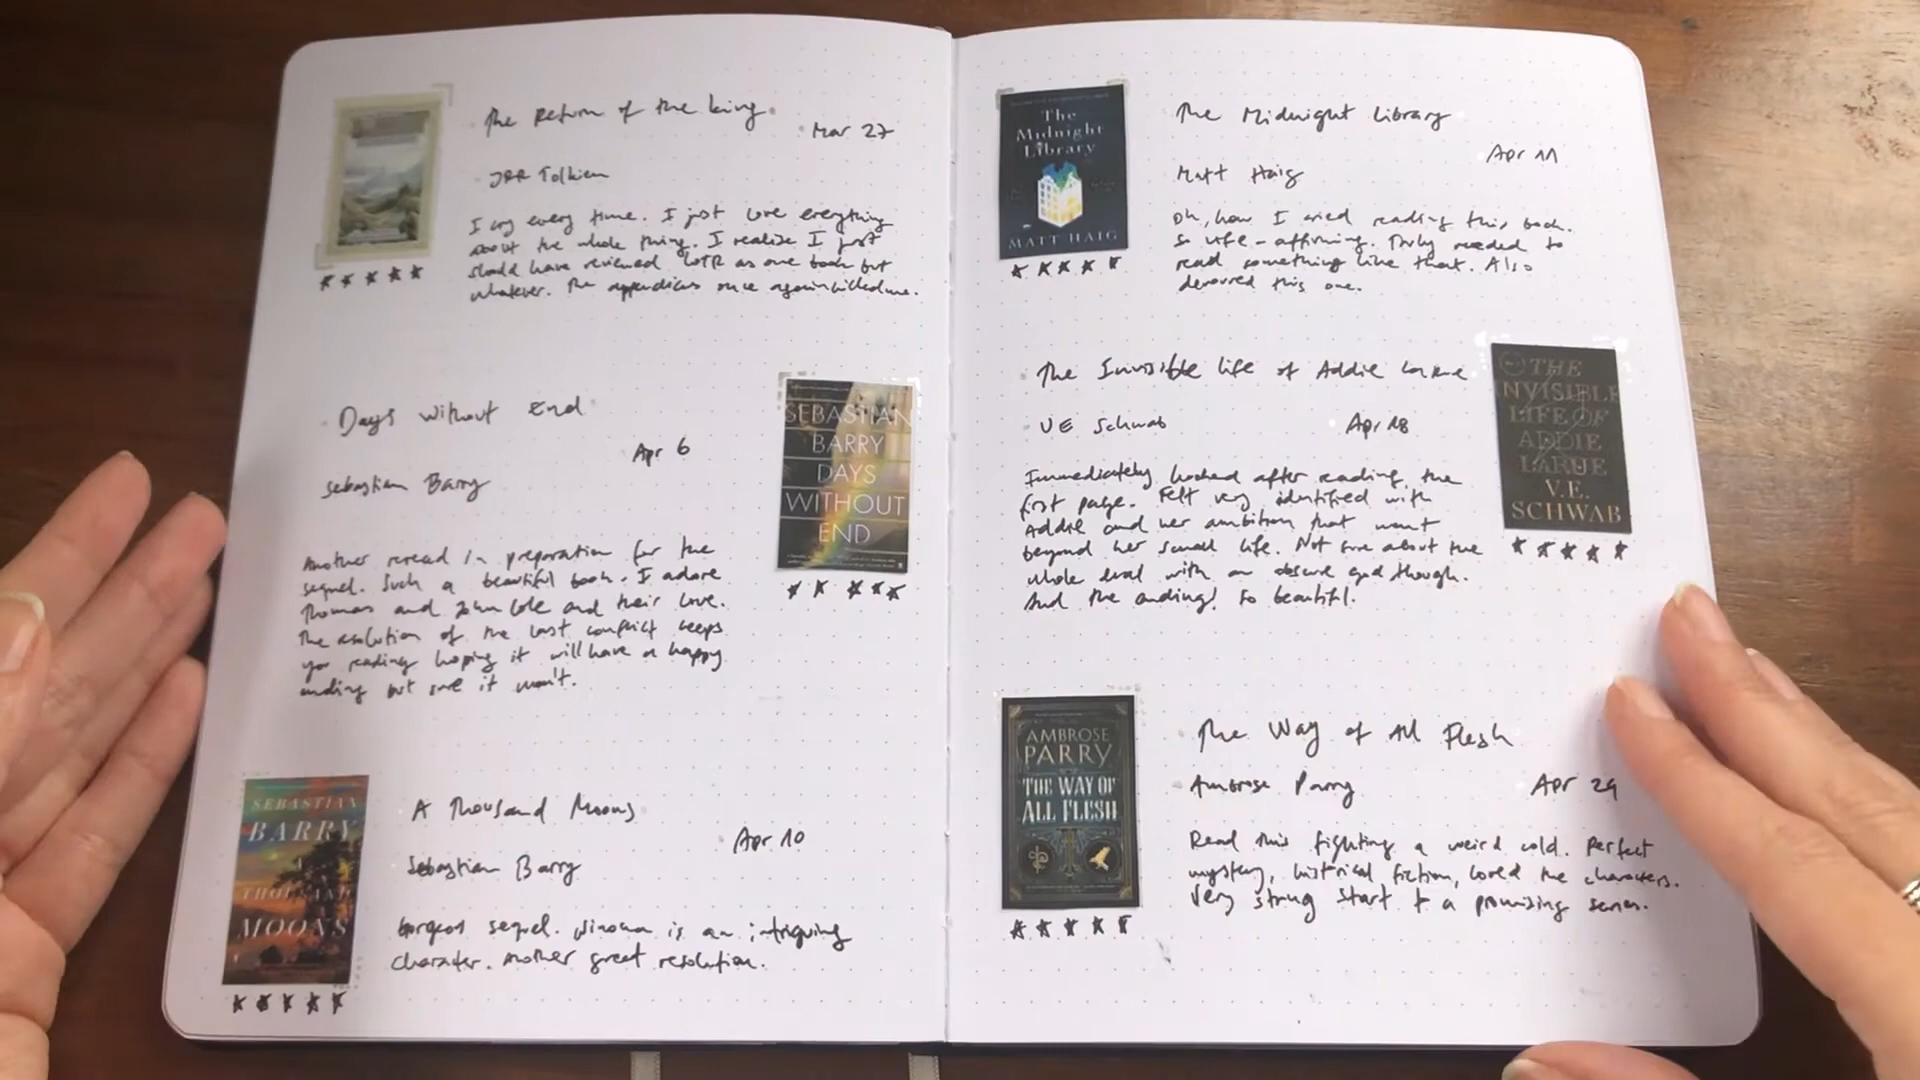 The Return of the King
Mar 27
JRR Tolkien
I cry every time. I just love everything
about the whole thing. I realize I just
should have reviewed LOTR as one book but
whatever. The appendices once again killed me.
Days Without End
Apr 6
Sebastian Barry
SEBASTIAN
BARRY
DAYS
WITHOUT
END
Another reread in preparation for the
sequel. Such a beautiful book. I adore
Thomas and John Cole and their love.
The resolution of the last conflict keeps
you reading hoping it will have a happy
ending but sure it won't.
SEBASTIAN
BARRY
A
THOUSAND
MOONS
A Thousand Moons
Apr 10
Sebastian Barry
Gorgeous sequel. Winona is an intriguing
character. Another great resolution.
The
Midnight
Library
MATT HAIG
The Midnight Library
Apr 11
Matt Haig
Oh, how I cried reading this book.
So life-affirming. Truly needed to
read something like that. Also
devoured this one.
The Invisible life of Addie LaRue
VE Schwab
Apr 18
THE
INVISIBLE
LIFE OF
ADDIE
LARUE
V.E.
SCHWAB
Immediately hooked after reading the
first page. Felt very identified with
Addie and her ambition that went
beyond her small life. Not sure about the
whole deal with an obscure god though.
And the ending! So beautiful.
AMBROSE
PARRY
THE WAY OF
ALL FLESH
The Way of All Flesh
Ambrose Parry
Apr 29
Read this fighting a weird cold. Perfect
mystery, historical fiction, loved the characters.
Very strong start to a promising series.